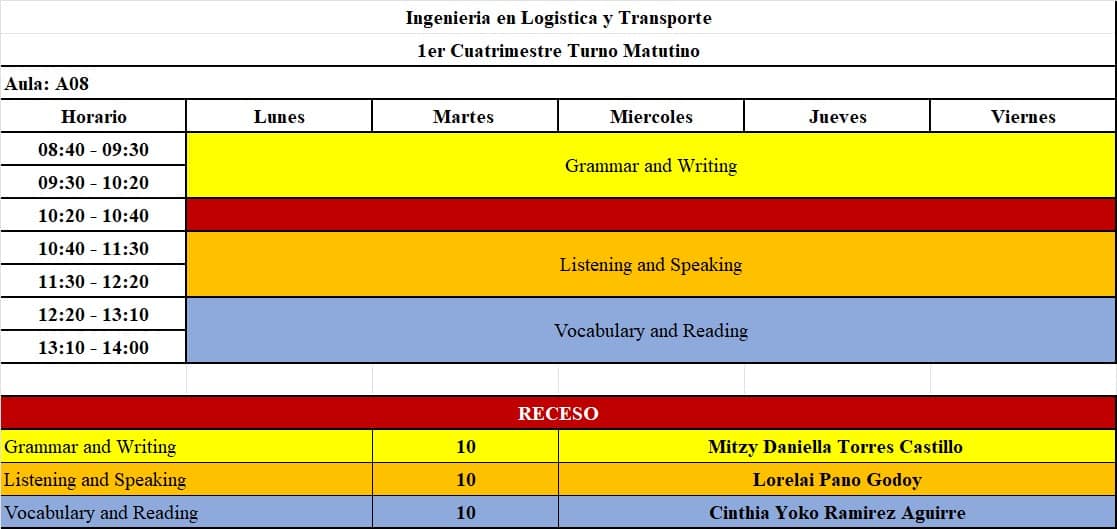 Ingenieria en Logistica y Transporte
1er Cuatrimestre Turno Matutino
Aula: A08
Horario Lunes Martes Miercoles Jueves Viernes
08:40 - 09:30
Grammar and Writing
09:30 - 10:20
10:20 - 10:40
10:40 - 11:30
Listening and Speaking
11:30 - 12:20
12:20 - 13:10
Vocabulary and Reading
13:10 - 14:00
RECESO
Grammar and Writing 10 Mitzy Daniella Torres Castillo
Listening and Speaking 10 Lorelai Pano Godoy
Vocabulary and Reading 10 Cinthia Yoko Ramirez Aguirre